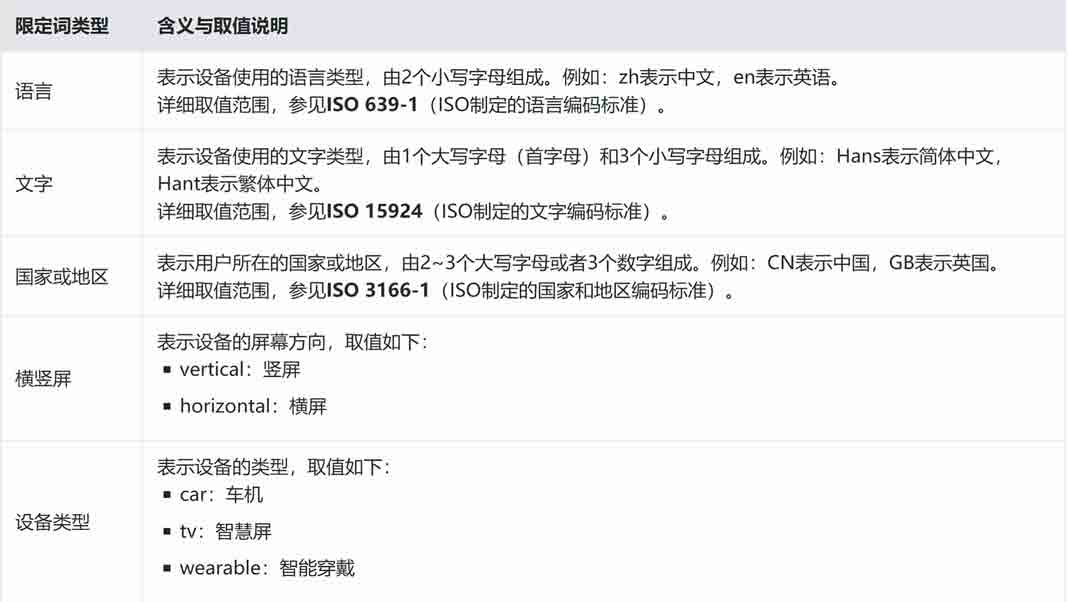 限定词类型 含义与取值说明
语言
表示设备使用的语言类型，由2个小写字母组成。例如：zh表示中文，en表示英语。
详细取值范围，参见ISO 639-1（ISO制定的语言编码标准）。
文字
表示设备使用的文字类型，由1个大写字母（首字母）和3个小写字母组成。例如：Hans表示简体中文，
Hant表示繁体中文。
详细取值范围，参见ISO 15924（ISO制定的文字编码标准）。
国家或地区
表示用户所在的国家或地区，由2~3个大写字母或者3个数字组成。例如：CN表示中国，GB表示英国。
详细取值范围，参见ISO 3166-1（ISO制定的国家和地区编码标准）。
横竖屏
表示设备的屏幕方向，取值如下：
▪ vertical：竖屏
▪ horizontal：横屏
设备类型
表示设备的类型，取值如下：
▪ car：车机
▪ tv：智慧屏
▪ wearable：智能穿戴